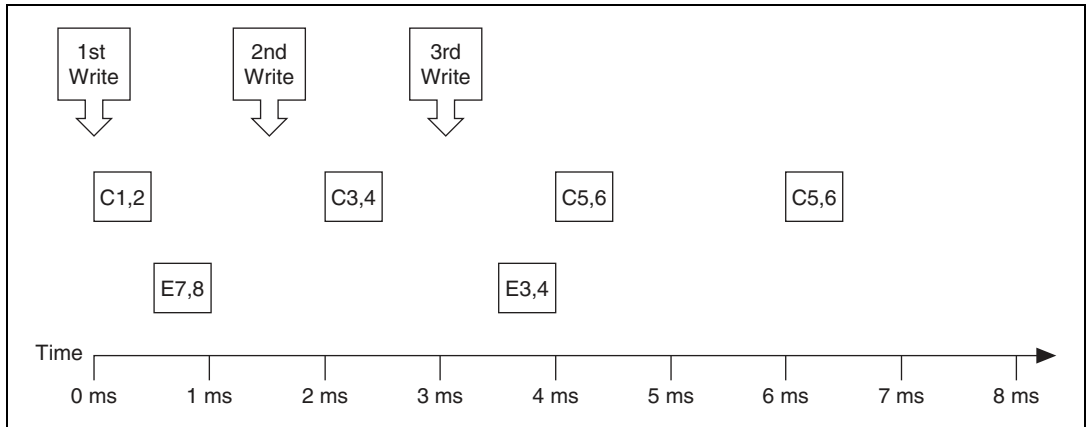 1st
Write
2nd
Write
3rd
Write
C1,2
C3,4
C5,6
C5,6
E7,8
E3,4
Time
0 ms
1 ms
2 ms
3 ms
4 ms
5 ms
6 ms
7 ms
8 ms